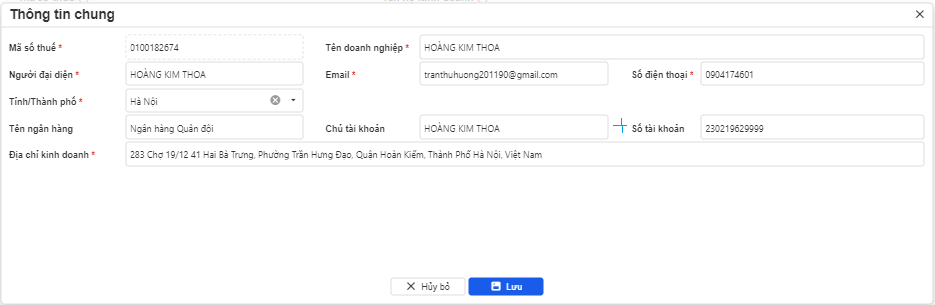 Thông tin chung
Mã số thuế * 0100182674 Tên doanh nghiệp * HOÀNG KIM THOA
Người đại diện * HOÀNG KIM THOA Email * tranthuhuong201190@gmail.com Số điện thoại * 0904174601
Tỉnh/Thành phố * Hà Nội
Tên ngân hàng Ngân hàng Quân đội Chủ tài khoản HOÀNG KIM THOA Số tài khoản 230219629999
Địa chỉ kinh doanh * 283 Chợ 19/12 41 Hai Bà Trưng, Phường Trần Hưng Đạo, Quận Hoàn Kiếm, Thành Phố Hà Nội, Việt Nam
Hủy bỏ Lưu